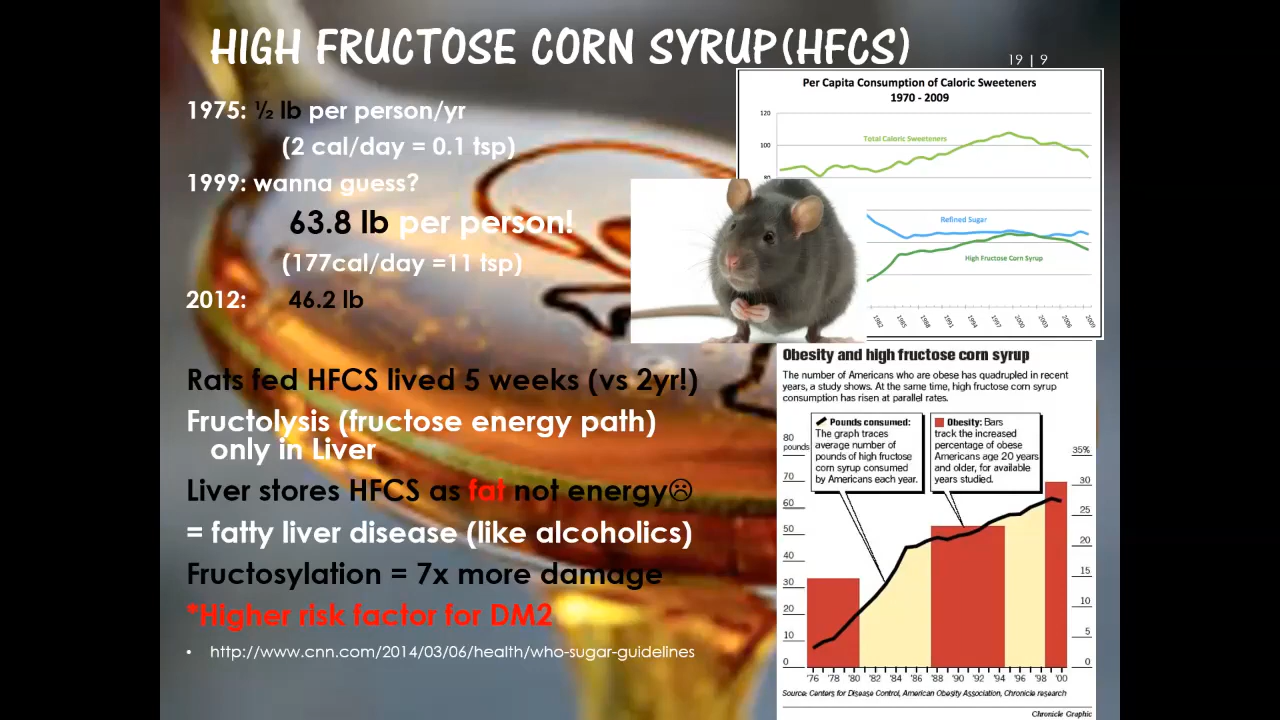 HIGH FRUCTOSE CORN SYRUP(HFCS)
19 | 9
1975: ½ lb per person/yr
(2 cal/day = 0.1 tsp)
1999: wanna guess?
63.8 lb per person!
(177cal/day =11 tsp)
2012: 46.2 lb
Rats fed HFCS lived 5 weeks (vs 2yr!)
Fructolysis (fructose energy path)
only in Liver
Liver stores HFCS as fat not energy☹
= fatty liver disease (like alcoholics)
Fructosylation = 7x more damage
*Higher risk factor for DM2
• http://www.cnn.com/2014/03/06/health/who-sugar-guidelines
Per Capita Consumption of Caloric Sweeteners
1970 - 2009
120
Total Caloric Sweeteners
100
80
Refined Sugar
High Fructose Corn Syrup
1982 1985 1988 1991 1994 1997 2000 2003 2006 2009
Obesity and high fructose corn syrup
The number of Americans who are obese has quadrupled in recent
years, a study shows. At the same time, high fructose corn syrup
consumption has risen at parallel rates.
Pounds consumed:
The graph traces
average number of
pounds of high fructose
corn syrup consumed
by Americans each year.
Obesity: Bars
track the increased
percentage of obese
Americans age 20 years
and older, for available
years studied.
80
pounds
70
60
50
40
30
20
10
0
35%
30
25
20
15
10
5
0
'76 '78 '80 '82 '84 '86 '88 '90 '92 '94 '96 '98 '00
Source: Centers for Disease Control, American Obesity Association, Chronicle research
Chronicle Graphic